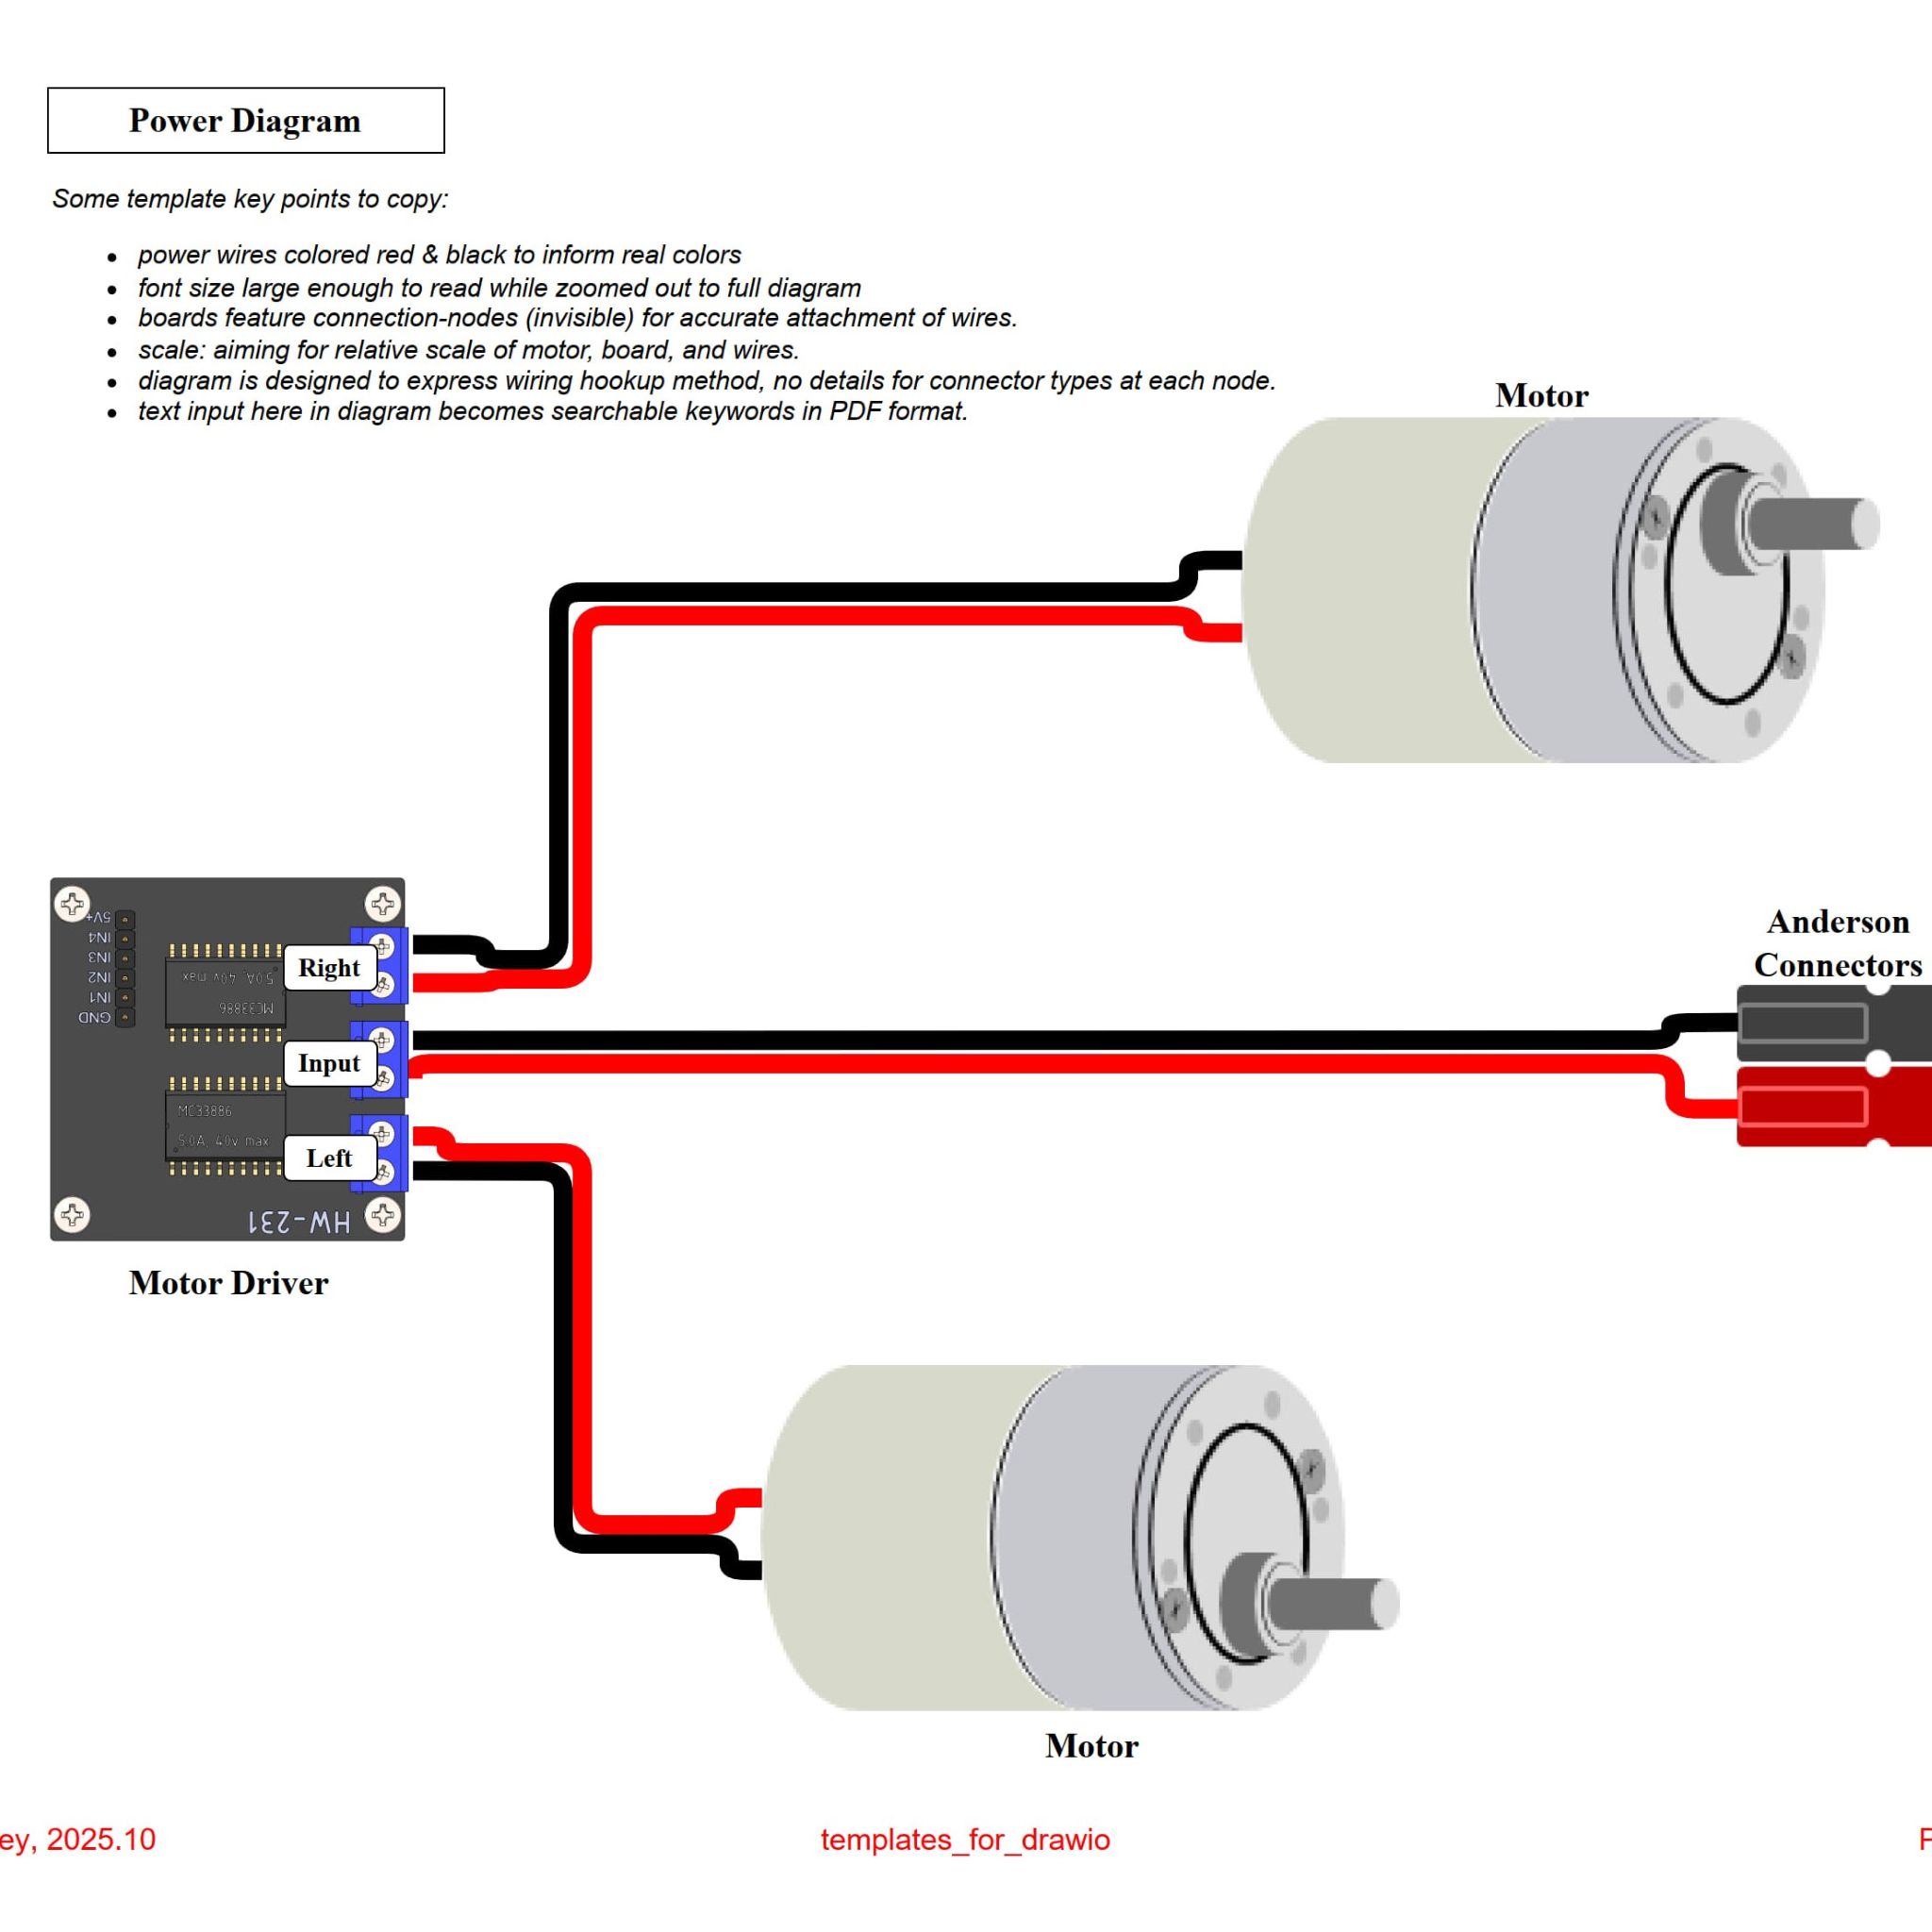 Power Diagram
Some template key points to copy:
• power wires colored red & black to inform real colors
• font size large enough to read while zoomed out to full diagram
• boards feature connection-nodes (invisible) for accurate attachment of wires.
• scale: aiming for relative scale of motor, board, and wires.
• diagram is designed to express wiring hookup method, no details for connector types at each node.
• text input here in diagram becomes searchable keywords in PDF format.
Motor
Anderson
Connectors
5V+
IN4
IN3
IN2
IN1
GND
5.0A, 40v max
MC33886
Right
Input
MC33886
5.0A, 40v max
Left
HW-231
Motor Driver
Motor
ey, 2025.10
templates_for_drawio